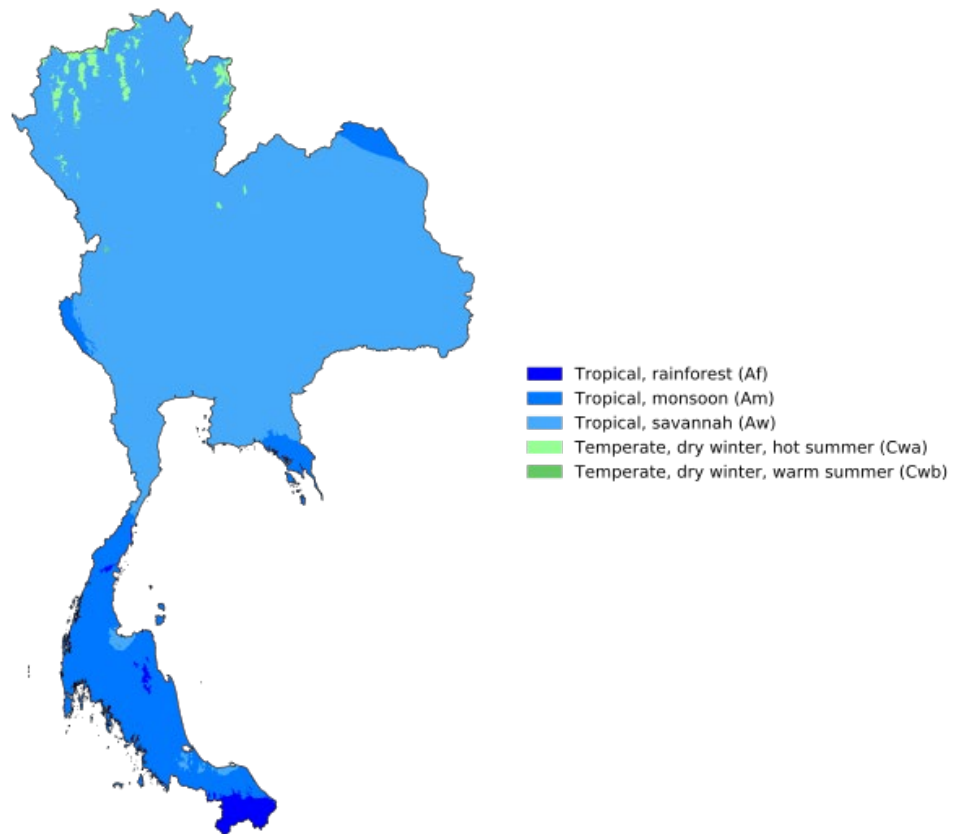 Tropical, rainforest (Af)
Tropical, monsoon (Am)
Tropical, savannah (Aw)
Temperate, dry winter, hot summer (Cwa)
Temperate, dry winter, warm summer (Cwb)